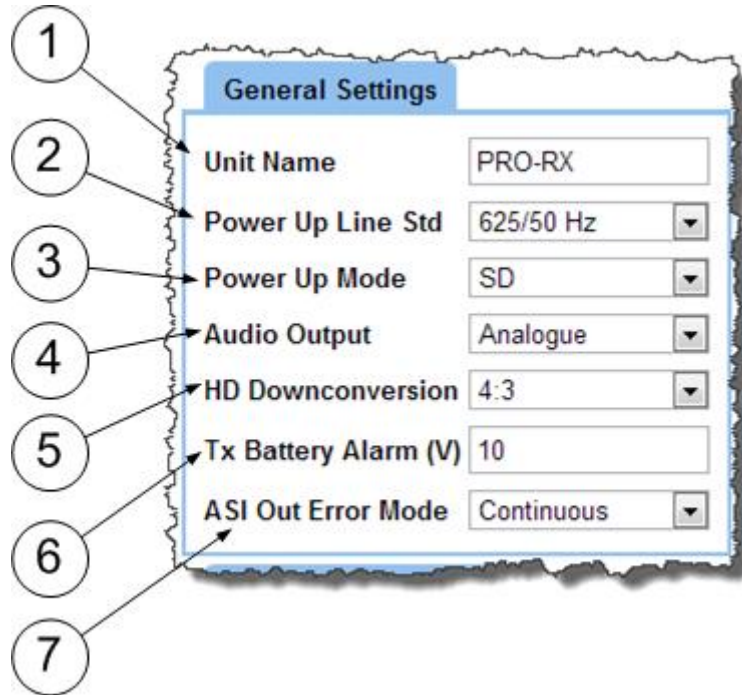 General Settings
1 Unit Name PRO-RX
2 Power Up Line Std 625/50 Hz
3 Power Up Mode SD
4 Audio Output Analogue
5 HD Downconversion 4:3
6 Tx Battery Alarm (V) 10
7 ASI Out Error Mode Continuous